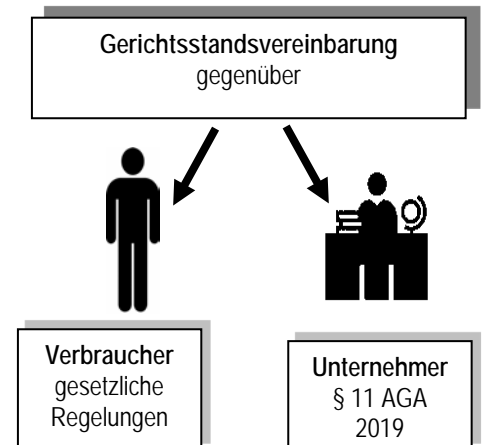 Gerichtsstandsvereinbarung
gegenüber
Verbraucher
gesetzliche
Regelungen
Unternehmer
§ 11 AGA
2019